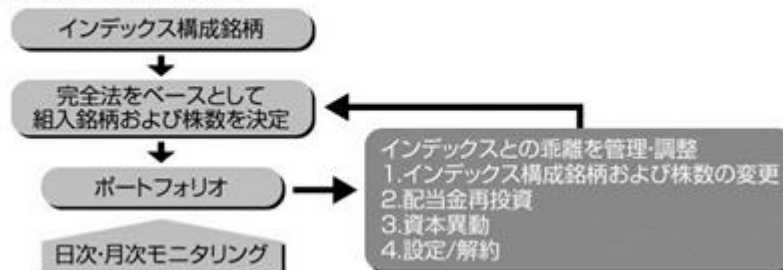 インデックス構成銘柄
完全法をベースとして
組入銘柄および株数を決定
ポートフォリオ
日次・月次モニタリング
インデックスとの乖離を管理・調整
1.インデックス構成銘柄および株数の変更
2.配当金再投資
3.資本異動
4.設定/解約